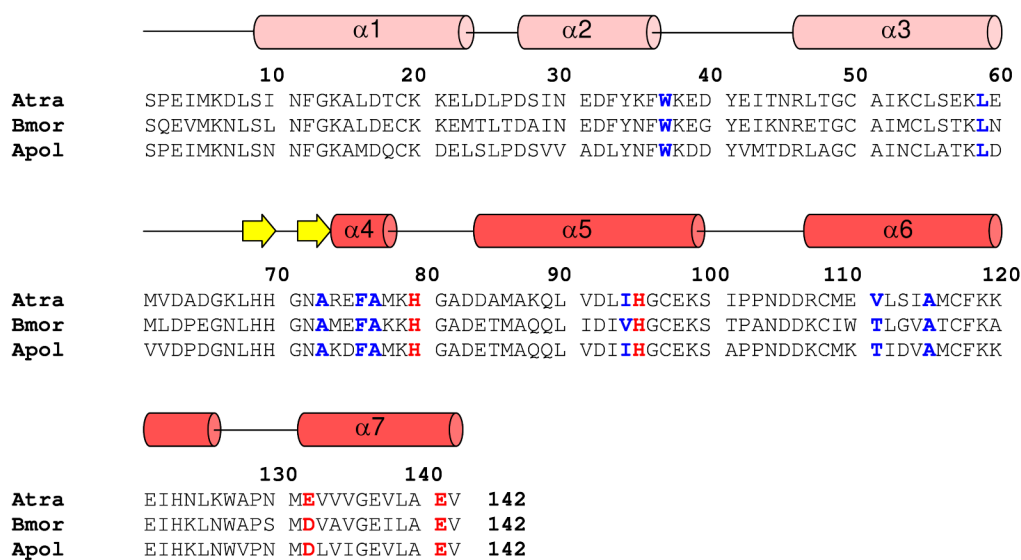 α1 α2 α3
10 20 30 40 50 60
Atra SPEIMKDLSI NFGKALDTCK KELDLPDSIN EDFYKFWKED YEITNRLTGC AIKCLSEKLE
Bmor SQEVMKNLSL NFGKALDECK KEMTLTDAIN EDFYNFWKEG YEIKNRETGC AIMCLSTKLN
Apol SPEIMKNLSN NFGKAMDQCK DELSLPDSVV ADLYNFWKDD YVMTDRLAGC AINCLATKLD
α4 α5 α6
70 80 90 100 110 120
Atra MVDADGKLHH GNAREFAMKH GADDAMAKQL VDLIHGCEKS IPPNDDRCME VLSIAMCFKK
Bmor MLDPEGNLHH GNAMEFAKKH GADETMAQQL IDIVHGCEKS TPANDDKCIW TLGVATCFKA
Apol VVDPDGNLHH GNAKDFAMKH GADETMAQQL VDIIHGCEKS APPNDDKCMK TIDVAMCFKK
α7
130 140
Atra EIHNLKWAPN MEVVVGEVLA EV 142
Bmor EIHKLNWAPS MDVAVGEILA EV 142
Apol EIHKLNWVPN MDLVIGEVLA EV 142